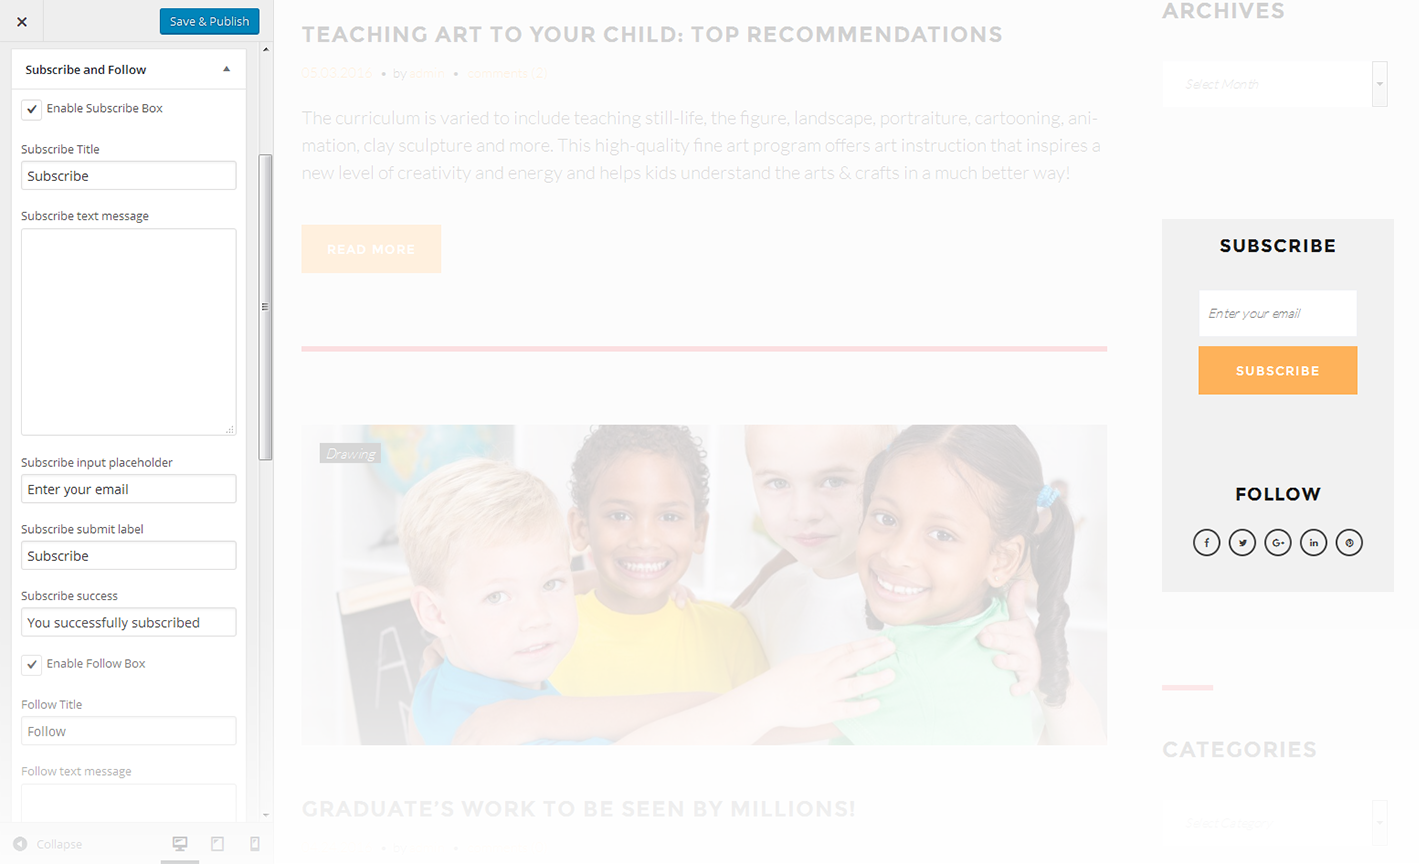 Save & Publish
Subscribe and Follow
Enable Subscribe Box
Subscribe Title
Subscribe
Subscribe text message
Subscribe input placeholder
Enter your email
Subscribe submit label
Subscribe
Subscribe success
You successfully subscribed
Enable Follow Box
Follow Title
Follow
Follow text message
Collapse
TEACHING ART TO YOUR CHILD: TOP RECOMMENDATIONS
05.03.2016 • by admin • comments (2)
The curriculum is varied to include teaching still-life, the figure, landscape, portraiture, cartooning, ani-
mation, clay sculpture and more. This high-quality fine art program offers art instruction that inspires a
new level of creativity and energy and helps kids understand the arts & crafts in a much better way!
READ MORE
Drawing
GRADUATE'S WORK TO BE SEEN BY MILLIONS!
• by •
ARCHIVES
Select Month
SUBSCRIBE
Enter your email
SUBSCRIBE
FOLLOW
CATEGORIES
Select Category